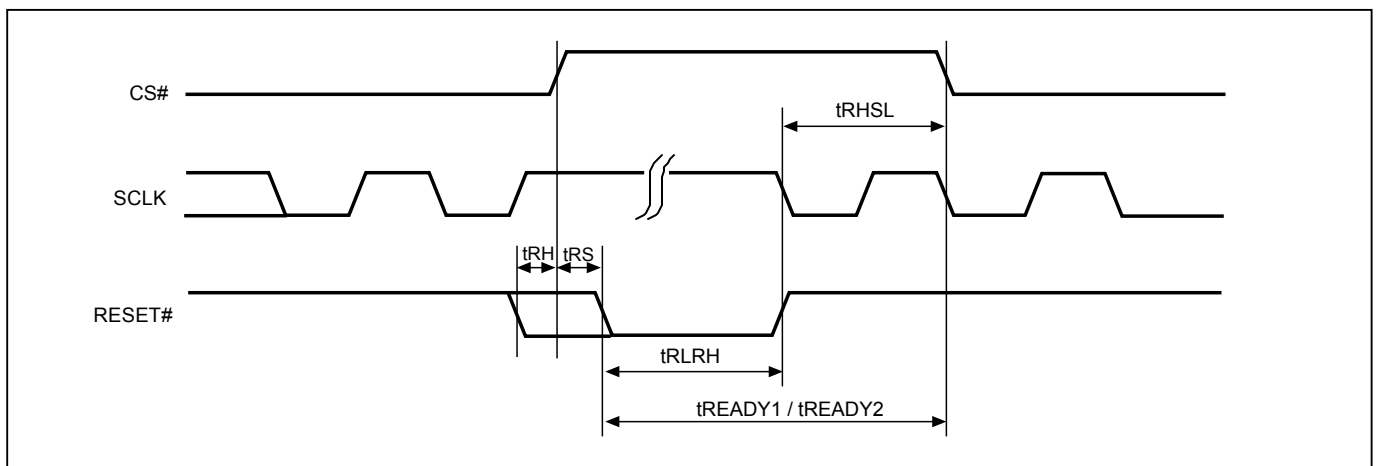 CS#
tRHSL
SCLK
tRH tRS
RESET#
tRLRH
tREADY1 / tREADY2